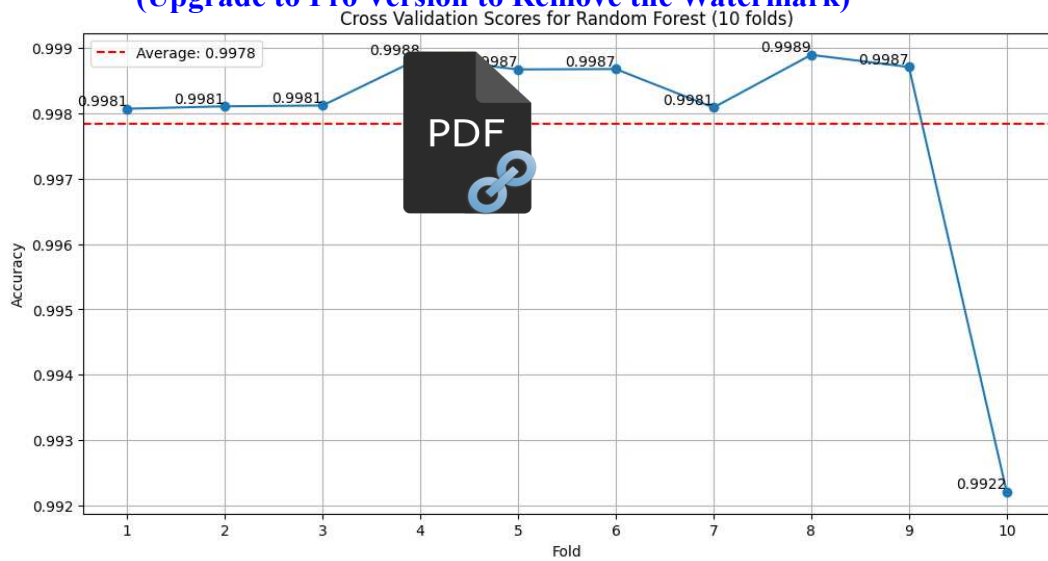 (Upgrade to Pro Version to Remove the Watermark)
Cross Validation Scores for Random Forest (10 folds)
Average: 0.9978
0.999
0.998
0.997
0.996
0.995
0.994
0.993
0.992
Accuracy
0.9981
0.9981
0.9981
0.9988
0.9987
0.9981
0.9989
0.9987
0.9922
PDF
1 2 3 4 5 6 7 8 9 10
Fold